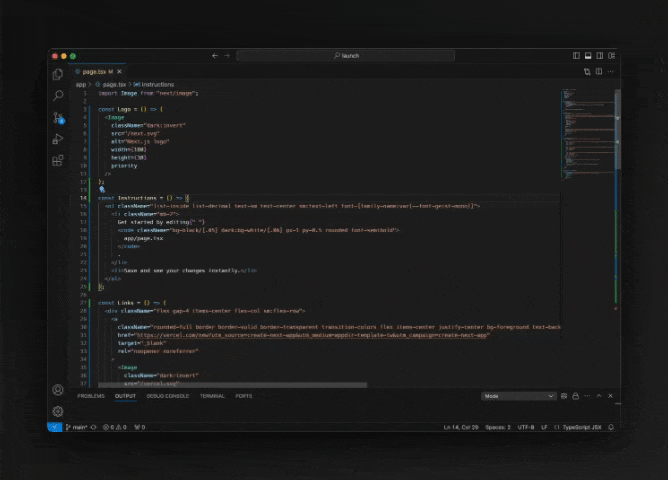 launch
page.tsx M
app > page.tsx > Instructions
1 import Image from "next/image";
2
3 const Logo = () => (
4 <Image
5 className="dark:invert"
6 src="/next.svg"
7 alt="Next.js logo"
8 width={180}
9 height={38}
10 priority
11 />
12 );
13
14 const Instructions = () => (
15 <ol className="list-inside list-decimal text-sm text-center sm:text-left font-[family-name:var(--font-geist-mono)]">
16 <li className="mb-2">
17 Get started by editing{" "}
18 <code className="bg-black/[.05] dark:bg-white/[.06] px-1 py-0.5 rounded font-semibold">
19 app/page.tsx
20 </code>
21 .
22 </li>
23 <li>Save and see your changes instantly.</li>
24 </ol>
25 );
26
27 const Links = () => (
28 <div className="flex gap-4 items-center flex-col sm:flex-row">
29 <a
30 className="rounded-full border border-solid border-transparent transition-colors flex items-center justify-center bg-foreground text-back
31 href="https://vercel.com/new?utm_source=create-next-app&utm_medium=appdir-template-tw&utm_campaign=create-next-app"
32 target="_blank"
33 rel="noopener noreferrer"
34 >
35 <Image
36 className="dark:invert"
37 src="/vercel.svg"
PROBLEMS OUTPUT DEBUG CONSOLE TERMINAL PORTS
main* 0 0 0 Ln 14, Col 29 Spaces: 2 UTF-8 LF TypeScript JSX